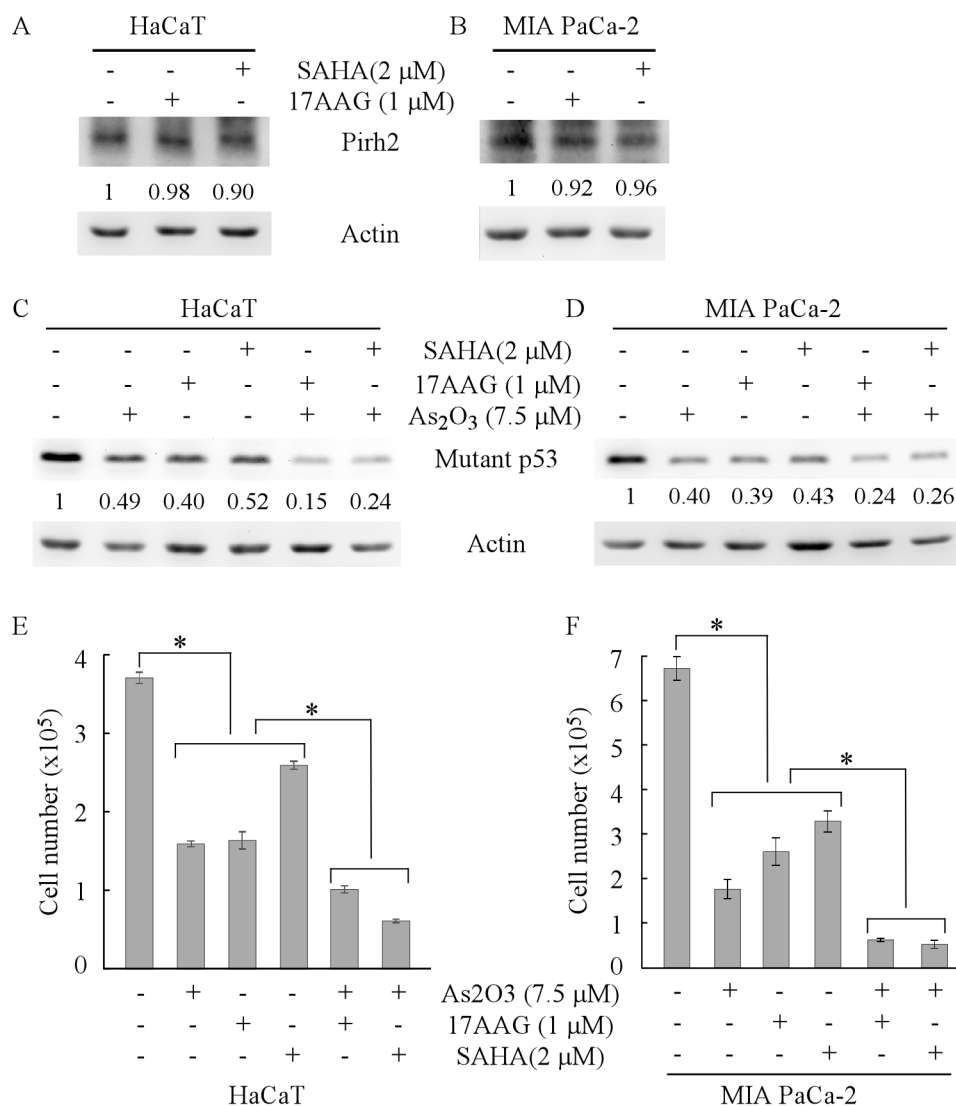 A HaCaT B MIA PaCa-2
- - + SAHA(2 μM) - - +
- + - 17AAG (1 μM) - + -
Pirh2
1 0.98 0.90 1 0.92 0.96
Actin
C HaCaT D MIA PaCa-2
- - - + - + SAHA(2 μM) - - - + - +
- - + - + - 17AAG (1 μM) - - + - + -
- + - - + + As₂O₃ (7.5 μM) - + - - + +
Mutant p53
1 0.49 0.40 0.52 0.15 0.24 1 0.40 0.39 0.43 0.24 0.26
Actin
E
Cell number (x10⁵)
4
3
2
1
0
*
*
F
Cell number (x10⁵)
7
6
5
4
3
2
1
0
*
*
- + - - + + As2O3 (7.5 μM) - + - - + +
- - + - + - 17AAG (1 μM) - - + - + -
- - - + - + SAHA(2 μM) - - - + - +
HaCaT MIA PaCa-2